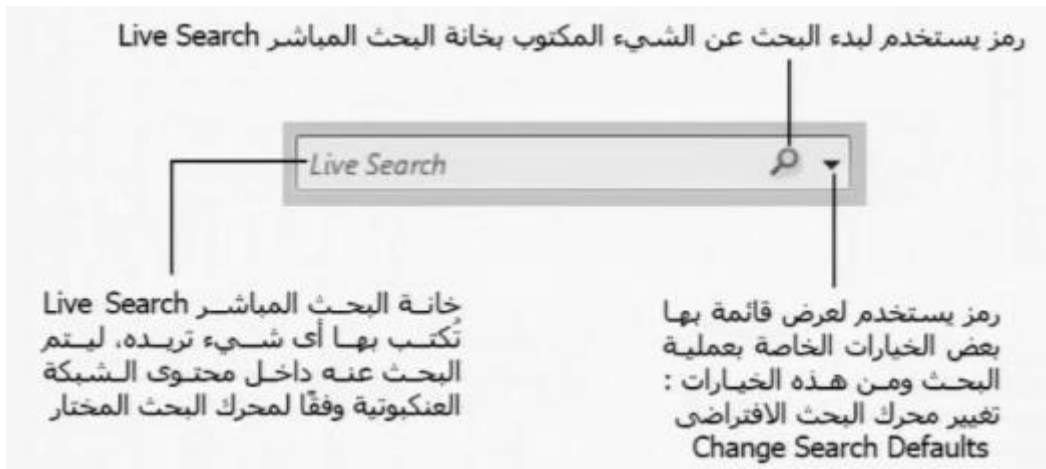 رمز يستخدم لبدء البحث عن الشيء المكتوب بخانة البحث المباشر Live Search
Live Search
رمز يستخدم لعرض قائمة بها
بعض الخيارات الخاصة بعملية
البحث ومن هذه الخيارات :
تغيير محرك البحث الافتراضى
Change Search Defaults
خانة البحث المباشر Live Search
تُكتب بها أى شيء تريده، ليتم
البحث عنه داخل محتوى الشبكة
العنكبوتية وفقًا لمحرك البحث المختار